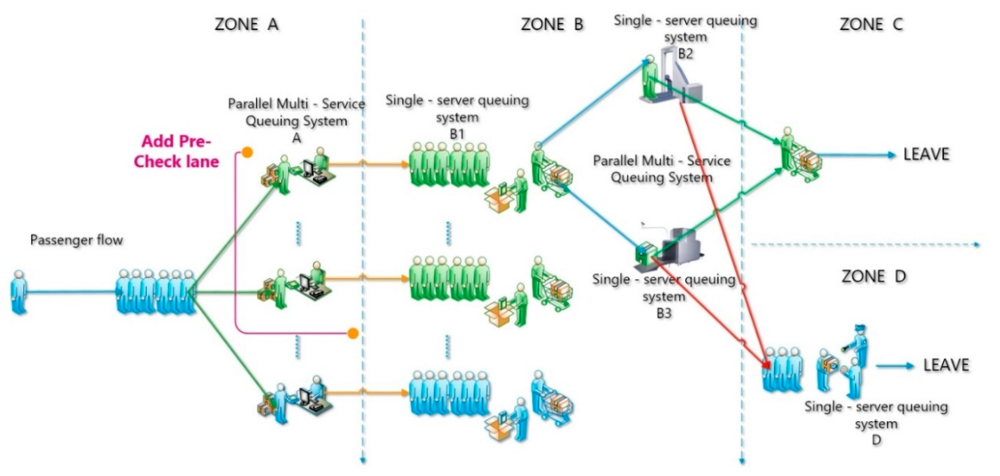 ZONE A
ZONE B
Single - server queuing
system
B2
ZONE C
Parallel Multi - Service
Queuing System
A
Single - server queuing
system
B1
Add Pre-
Check lane
Parallel Multi - Service
Queuing System
LEAVE
Passenger flow
Single - server queuing
system
B3
ZONE D
LEAVE
Single - server queuing
system
D